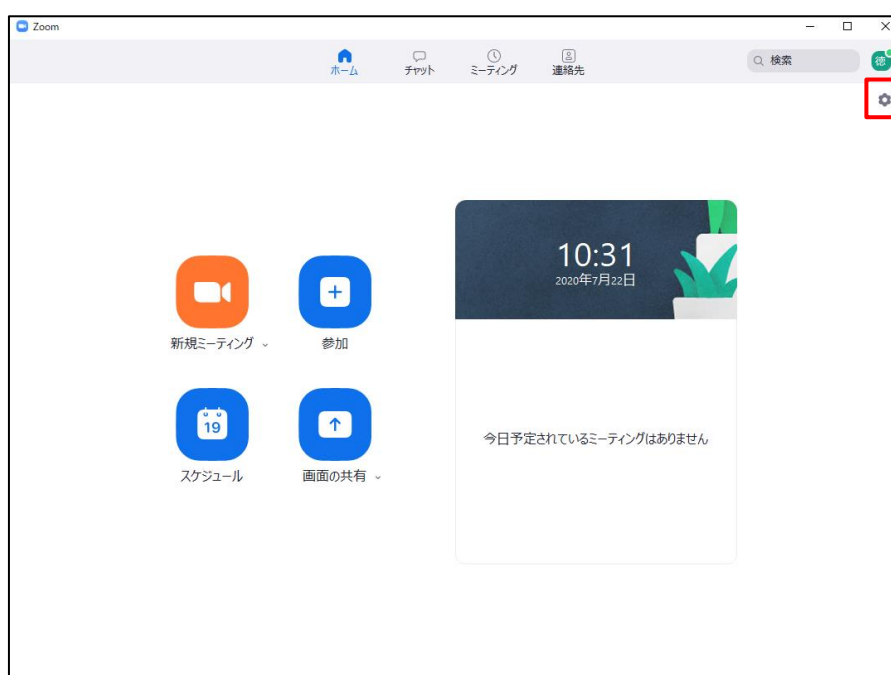 Zoom
ホーム
チャット
ミーティング
連絡先
検索
徳
10:31
2020年7月22日
新規ミーティング
参加
19
スケジュール
画面の共有
今日予定されているミーティングはありません